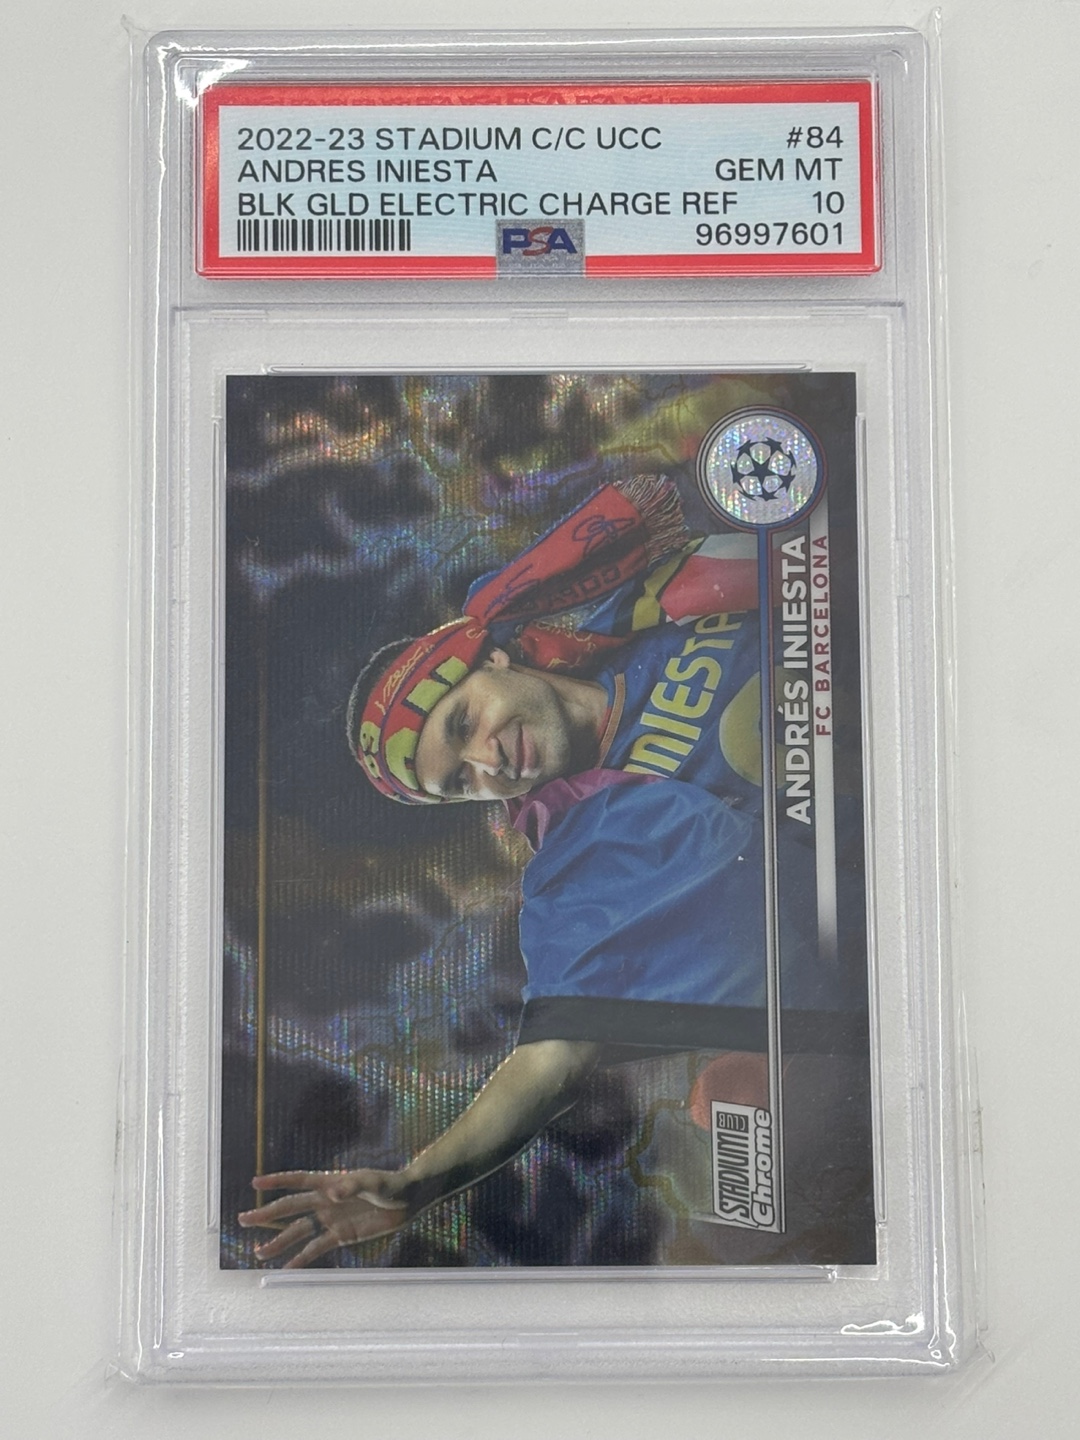 2022-23 STADIUM C/C UCC #84
ANDRES INIESTA GEM MT
BLK GLD ELECTRIC CHARGE REF 10
PSA 96997601
INIESTA
ANDRÉS INIESTA
FC BARCELONA
STADIUM CLUB
Chrome